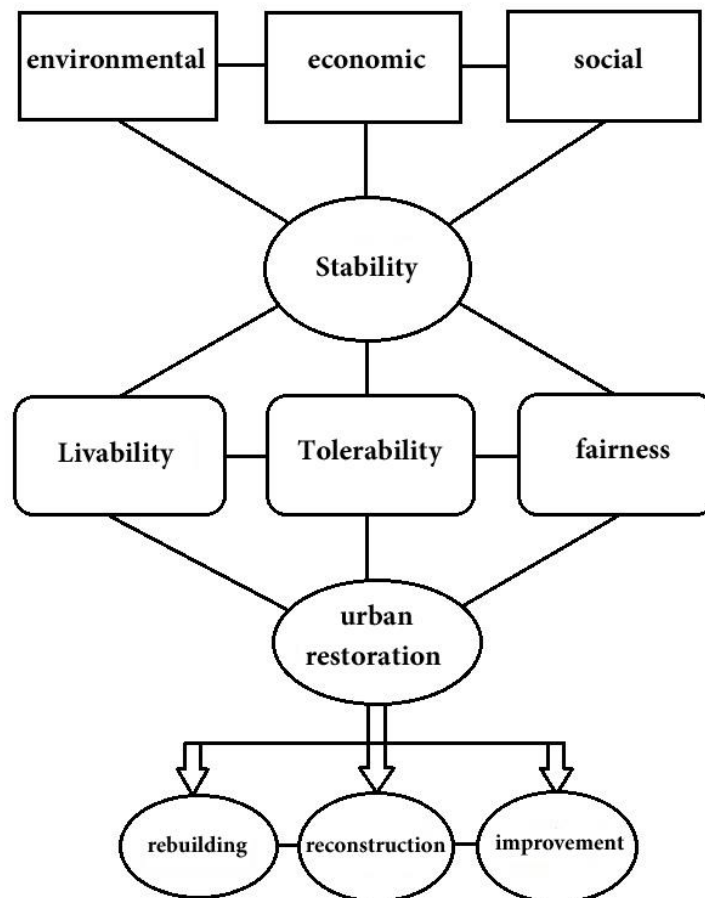 environmental
economic
social
Stability
Livability
Tolerability
fairness
urban
restoration
rebuilding
reconstruction
improvement